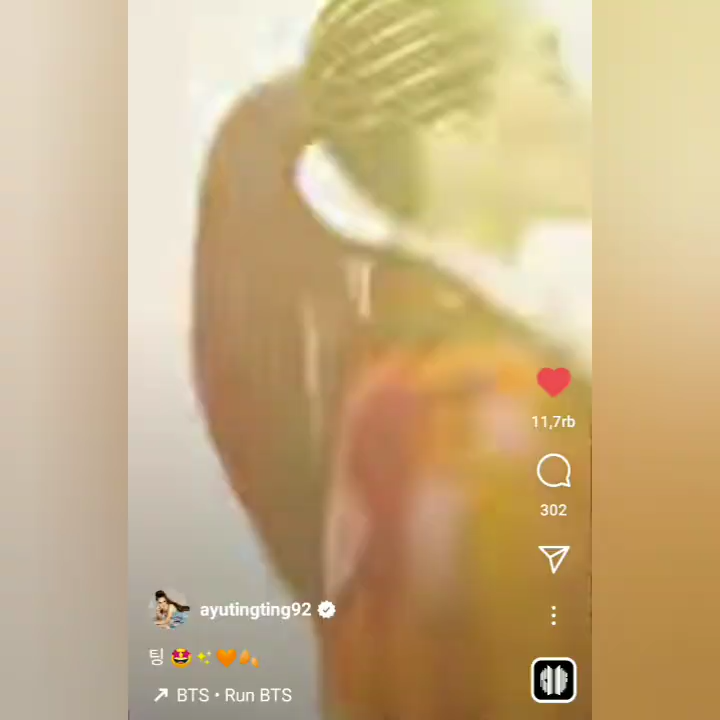 11,7rb
302
ayutingting92
팅 🤩✨🧡🍂
BTS • Run BTS